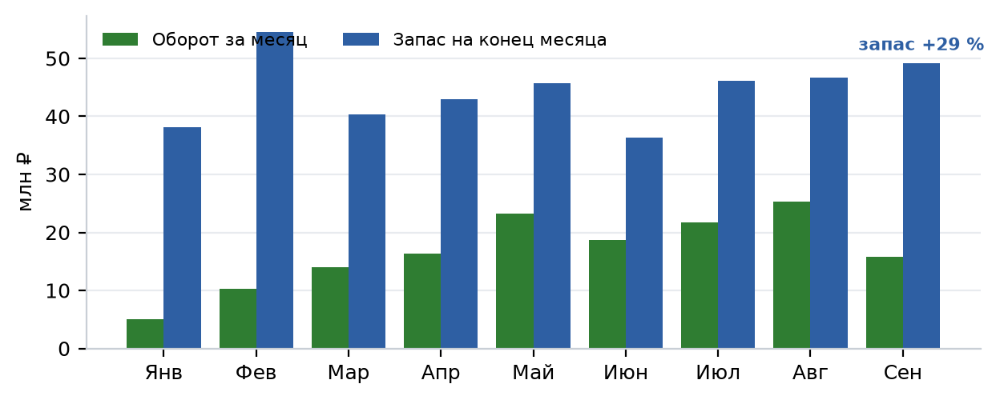 Оборот за месяц
Запас на конец месяца
запас +29 %
50
40
30
20
10
0
млн ₽
Янв Фев Мар Апр Май Июн Июл Авг Сен